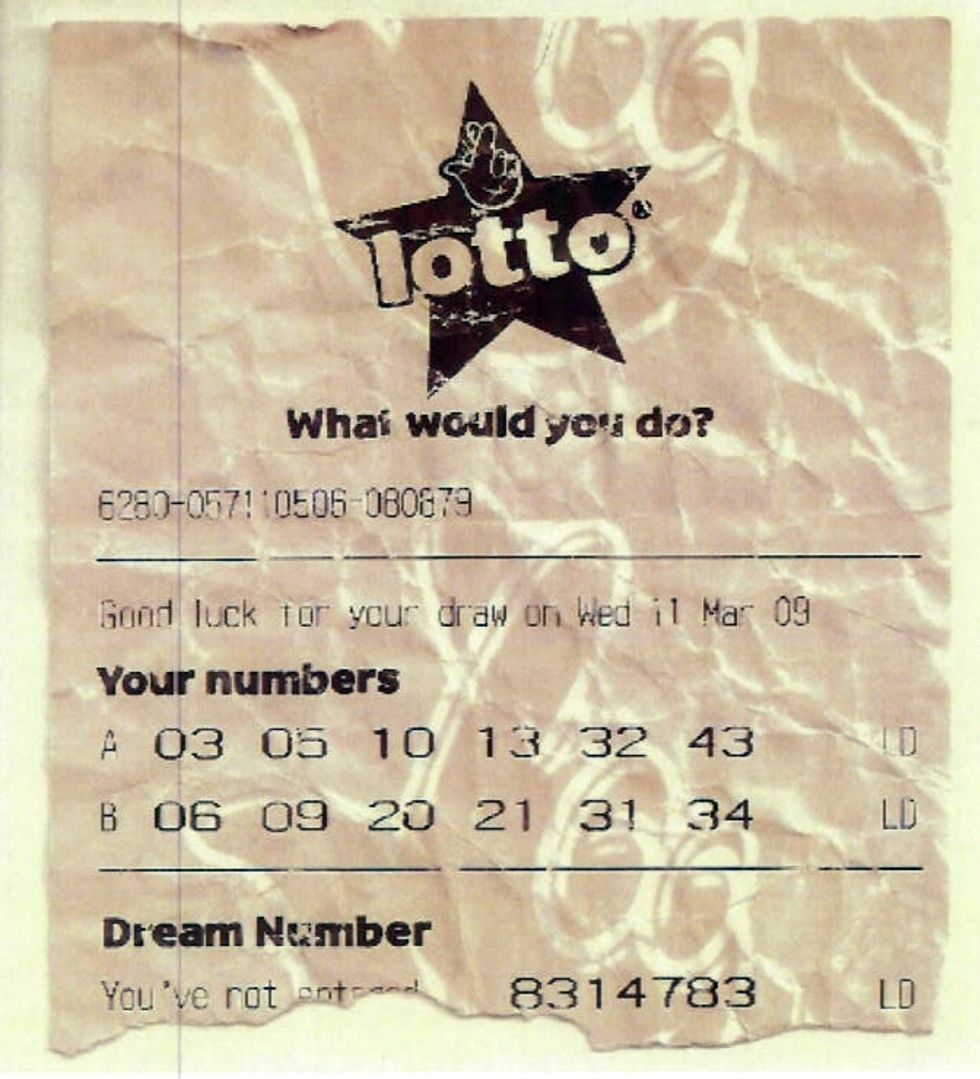 lotto®
What would you do?
6280-057110506-080879
Good luck for your draw on Wed 11 Mar 09
Your numbers
A 03 05 10 13 32 43 LD
B 06 09 20 21 31 34 LD
Dream Number
You've not entered 8314783 LD